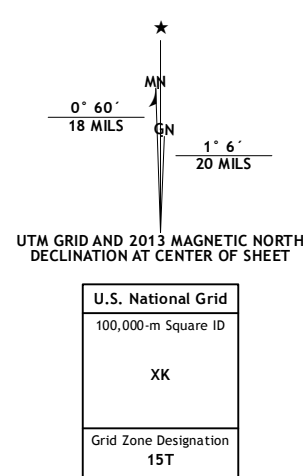 ★
MN
0° 60´
18 MILS
GN
1° 6´
20 MILS
UTM GRID AND 2013 MAGNETIC NORTH
DECLINATION AT CENTER OF SHEET
U.S. National Grid
100,000-m Square ID
XK
Grid Zone Designation
15T